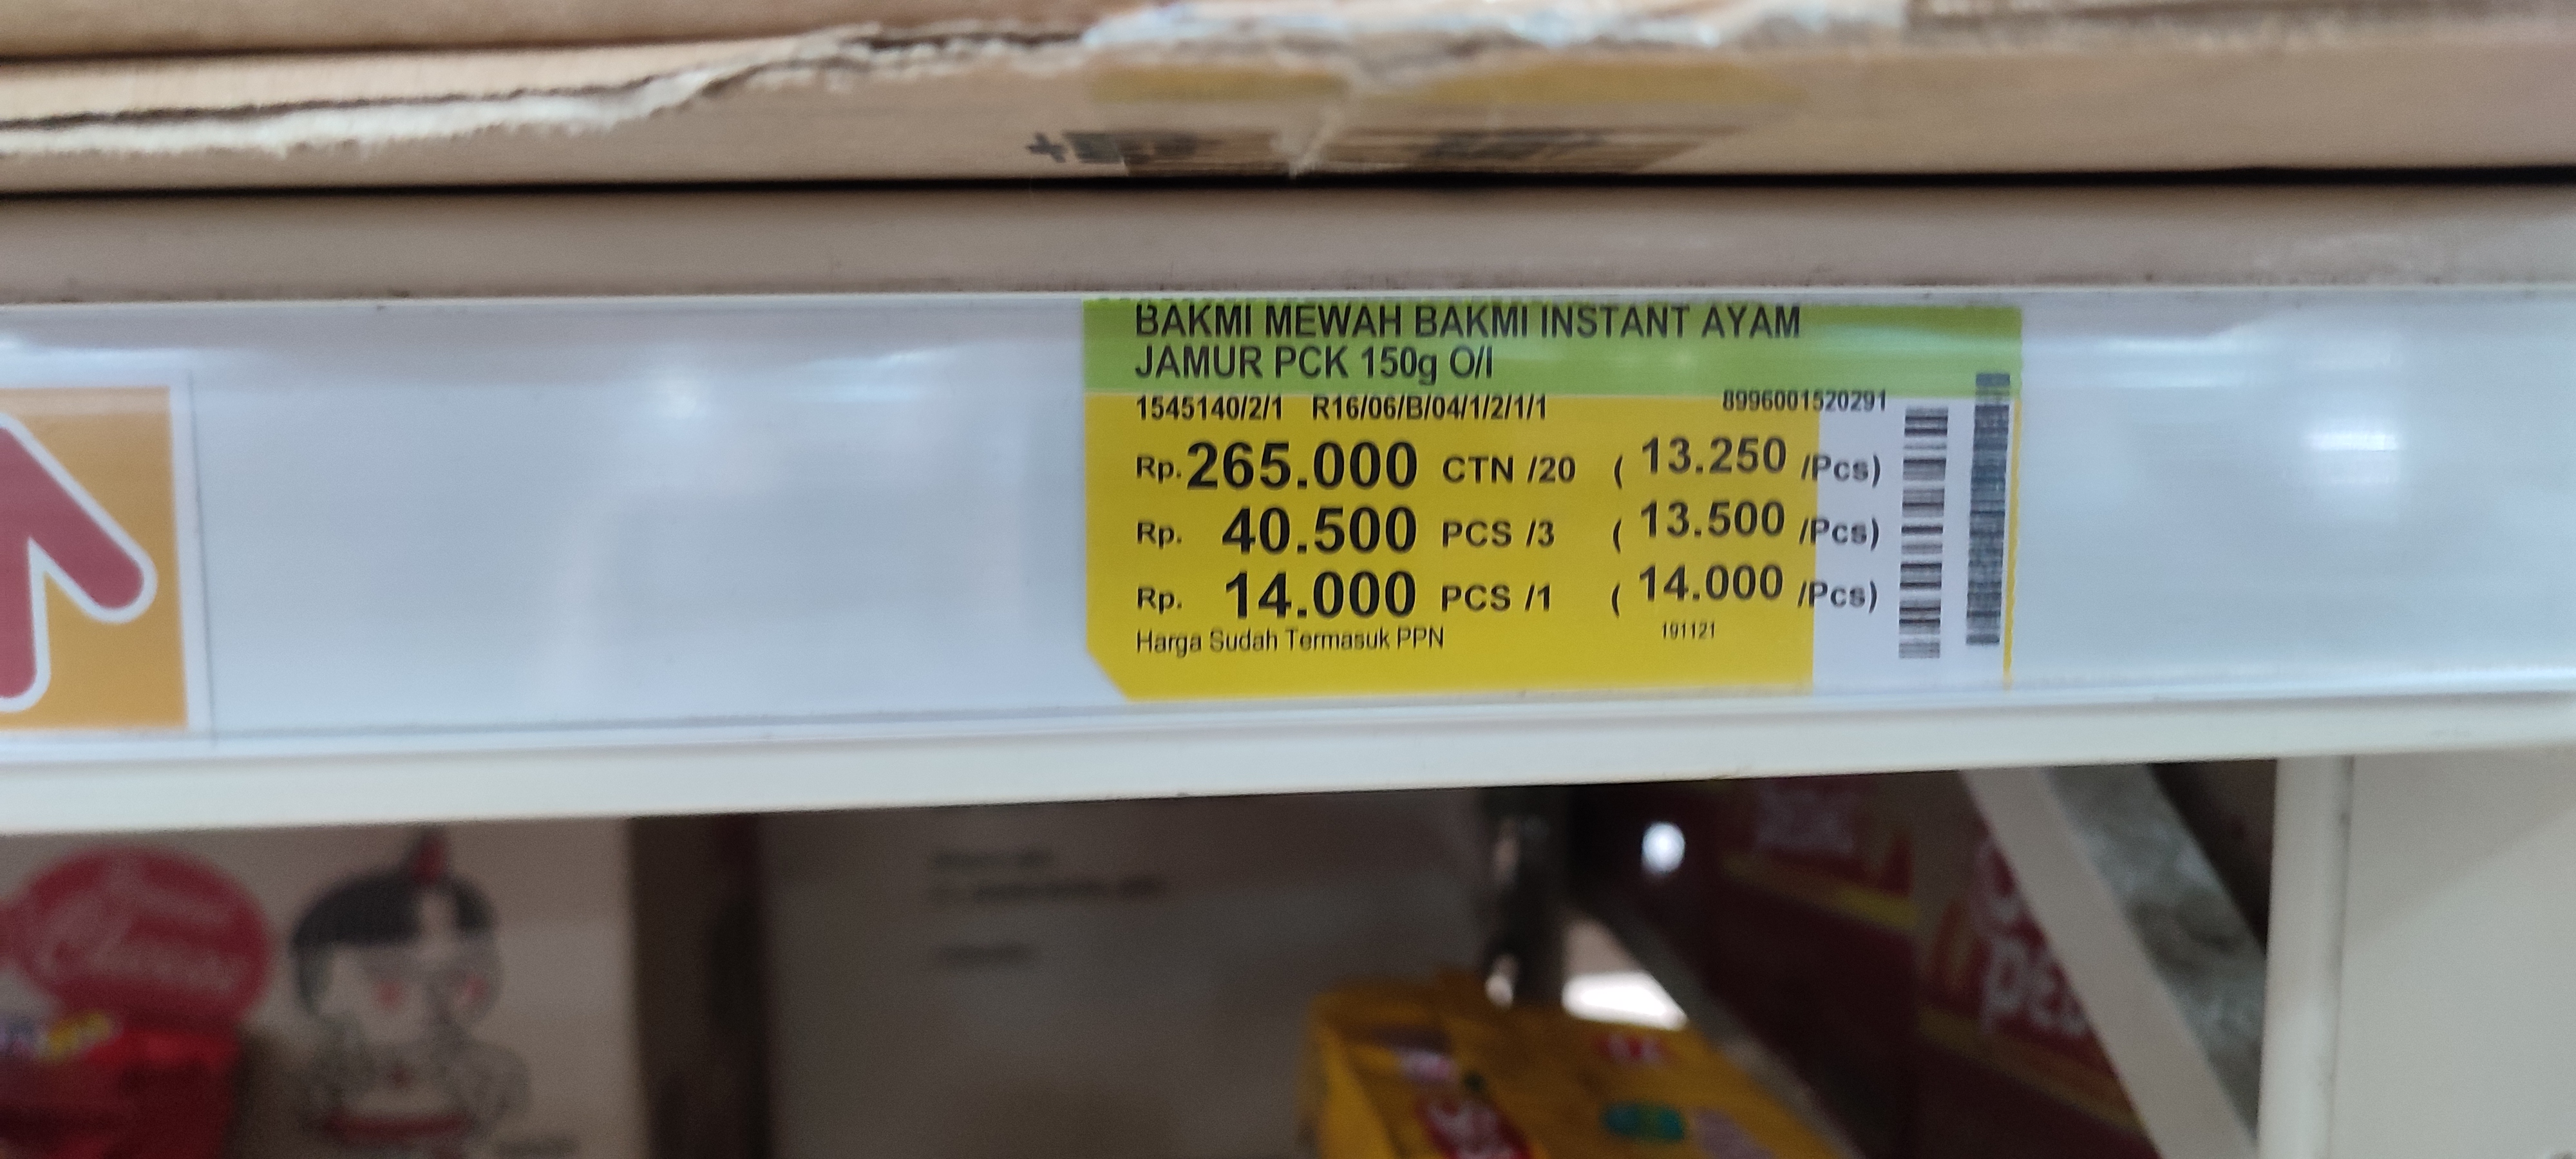 BAKMI MEWAH BAKMI INSTANT AYAM
JAMUR PCK 150g O/I
1545140/2/1 R16/06/B/04/1/2/1/1 8996001520291
Rp. 265.000 CTN /20 ( 13.250 /Pcs)
Rp. 40.500 PCS /3 ( 13.500 /Pcs)
Rp. 14.000 PCS /1 ( 14.000 /Pcs)
Harga Sudah Termasuk PPN 191121